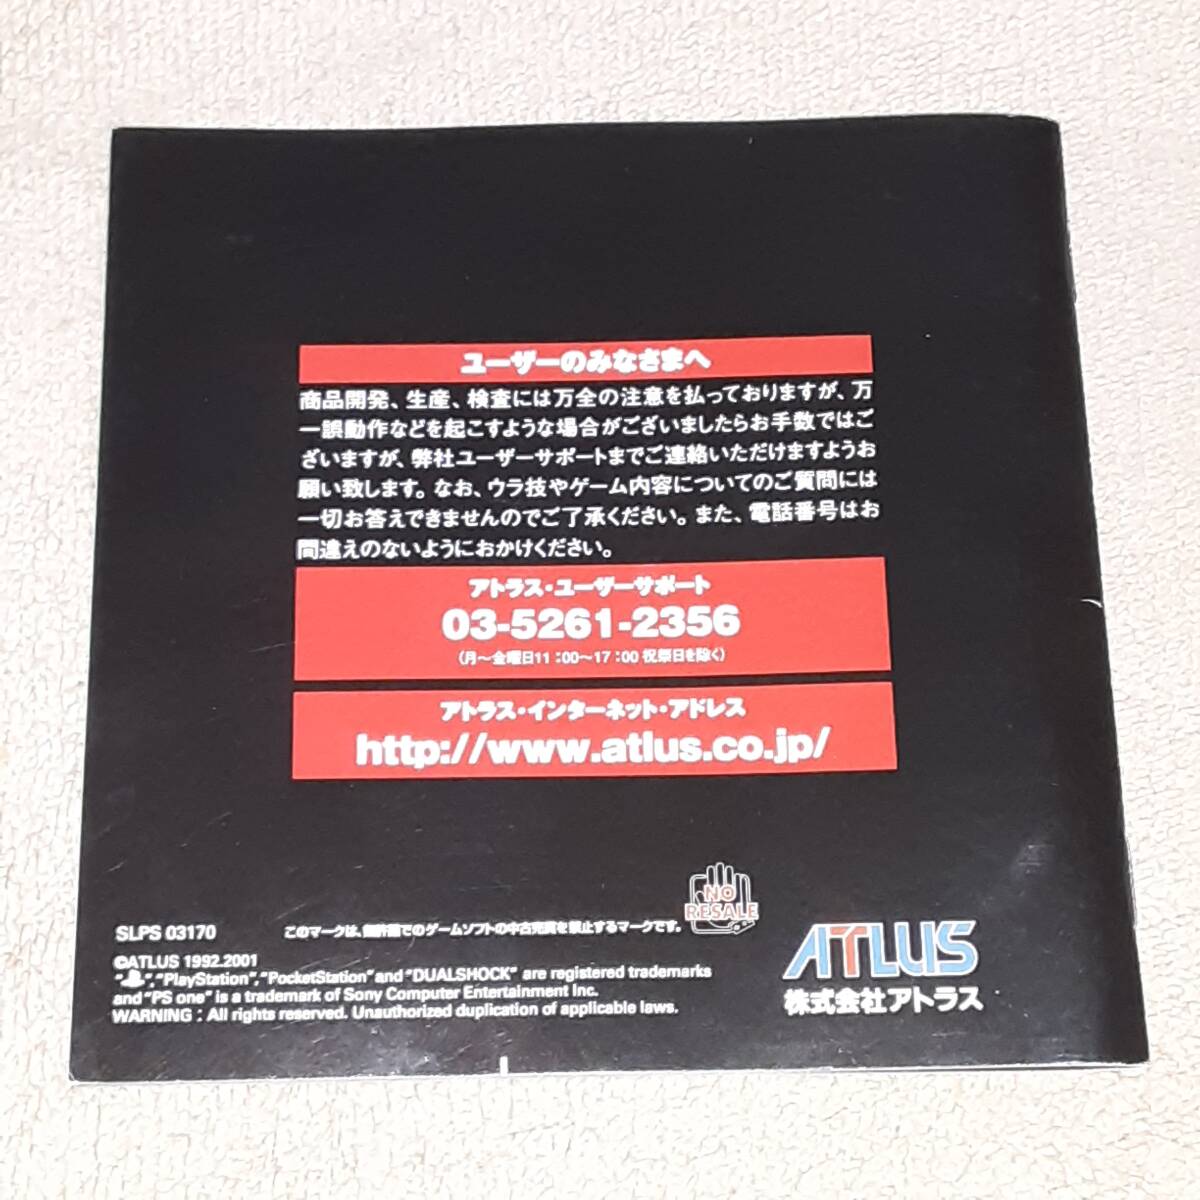 ユーザーのみなさまへ
商品開発、生産、検査には万全の注意を払っておりますが、万
一誤動作などを起こすような場合がございましたらお手数ではご
ざいますが、弊社ユーザーサポートまでご連絡いただけますようお
願い致します。なお、ウラ技やゲーム内容についてのご質問には
一切お答えできませんのでご了承ください。また、電話番号はお
間違えのないようにおかけください。
アトラス・ユーザーサポート
03-5261-2356
(月～金曜日11:00～17:00 祝祭日を除く)
アトラス・インターネット・アドレス
http://www.atlus.co.jp/
NO
RESALE
SLPS 03170
このマークは、無許諾でのゲームソフトの中古売買を禁止するマークです。
ATLUS
株式会社アトラス
©ATLUS 1992.2001
" ","PlayStation","PocketStation"and "DUALSHOCK" are registered trademarks
and "PS one" is a trademark of Sony Computer Entertainment Inc.
WARNING : All rights reserved. Unauthorized duplication of applicable laws.